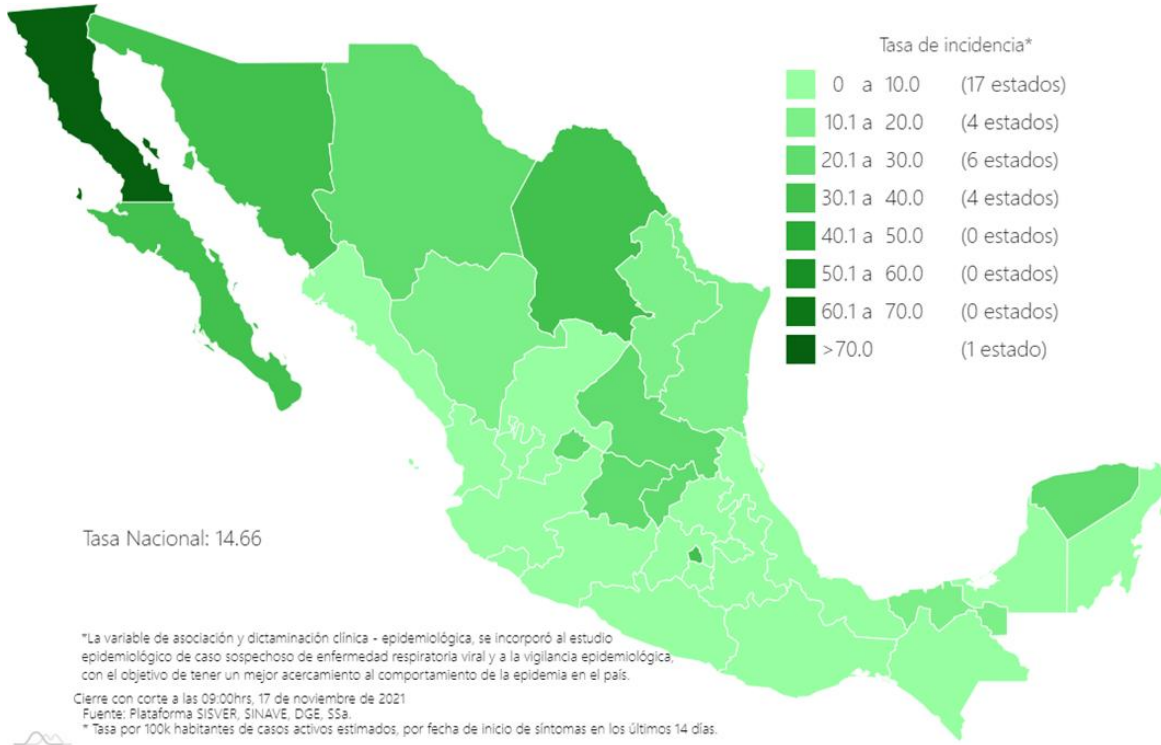 Tasa de incidencia*
0 a 10.0 (17 estados)
10.1 a 20.0 (4 estados)
20.1 a 30.0 (6 estados)
30.1 a 40.0 (4 estados)
40.1 a 50.0 (0 estados)
50.1 a 60.0 (0 estados)
60.1 a 70.0 (0 estados)
>70.0 (1 estado)
Tasa Nacional: 14.66
*La variable de asociación y dictaminación clínica - epidemiológica, se incorporó al estudio
epidemiológico de caso sospechoso de enfermedad respiratoria viral y a la vigilancia epidemiológica,
con el objetivo de tener un mejor acercamiento al comportamiento de la epidemia en el país.
Cierre con corte a las 09:00hrs, 17 de noviembre de 2021
Fuente: Plataforma SISVER, SINAVE, DGE, SSa.
* Tasa por 100k habitantes de casos activos estimados, por fecha de inicio de síntomas en los últimos 14 días.